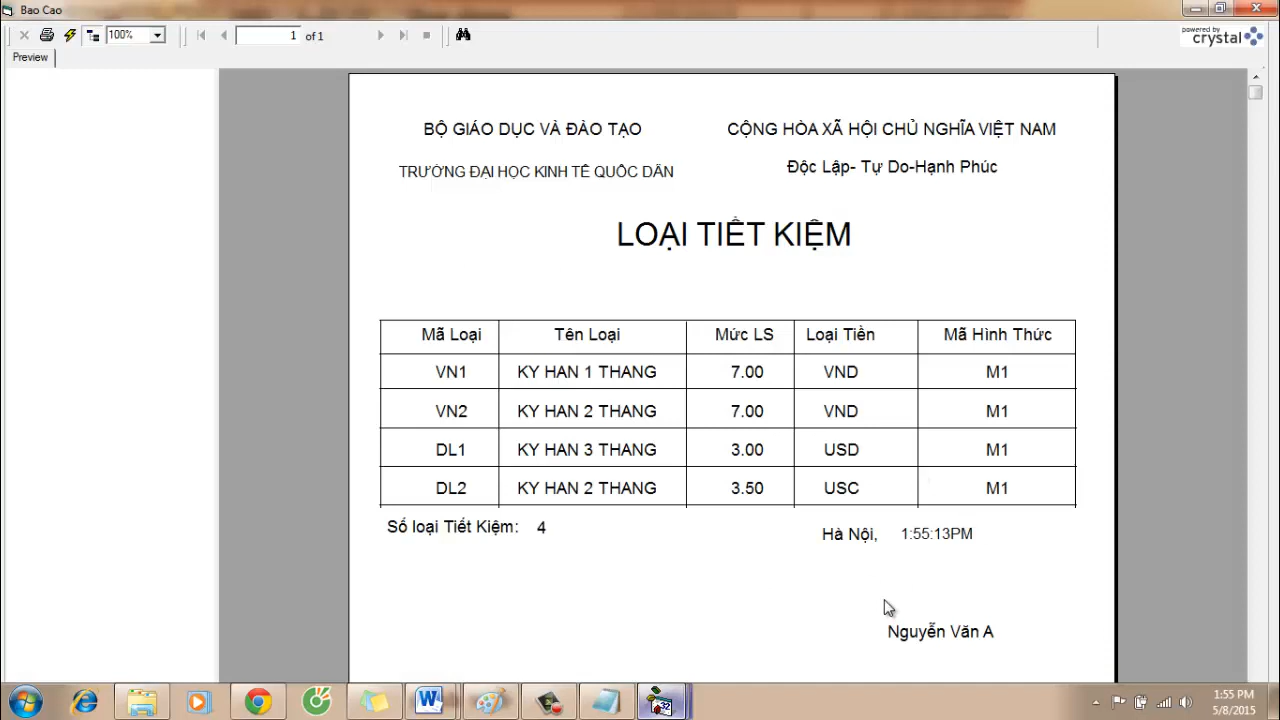 Bao Cao
100%
1 of 1
powered by
crystal
Preview
BỘ GIÁO DỤC VÀ ĐÀO TẠO
CỘNG HÒA XÃ HỘI CHỦ NGHĨA VIỆT NAM
TRƯỜNG ĐẠI HỌC KINH TẾ QUỐC DÂN
Độc Lập- Tự Do-Hạnh Phúc
LOẠI TIẾT KIỆM
Mã Loại Tên Loại Mức LS Loại Tiền Mã Hình Thức
VN1 KY HAN 1 THANG 7.00 VND M1
VN2 KY HAN 2 THANG 7.00 VND M1
DL1 KY HAN 3 THANG 3.00 USD M1
DL2 KY HAN 2 THANG 3.50 USC M1
Số loại Tiết Kiệm: 4
Hà Nội, 1:55:13PM
Nguyễn Văn A
1:55 PM
5/8/2015